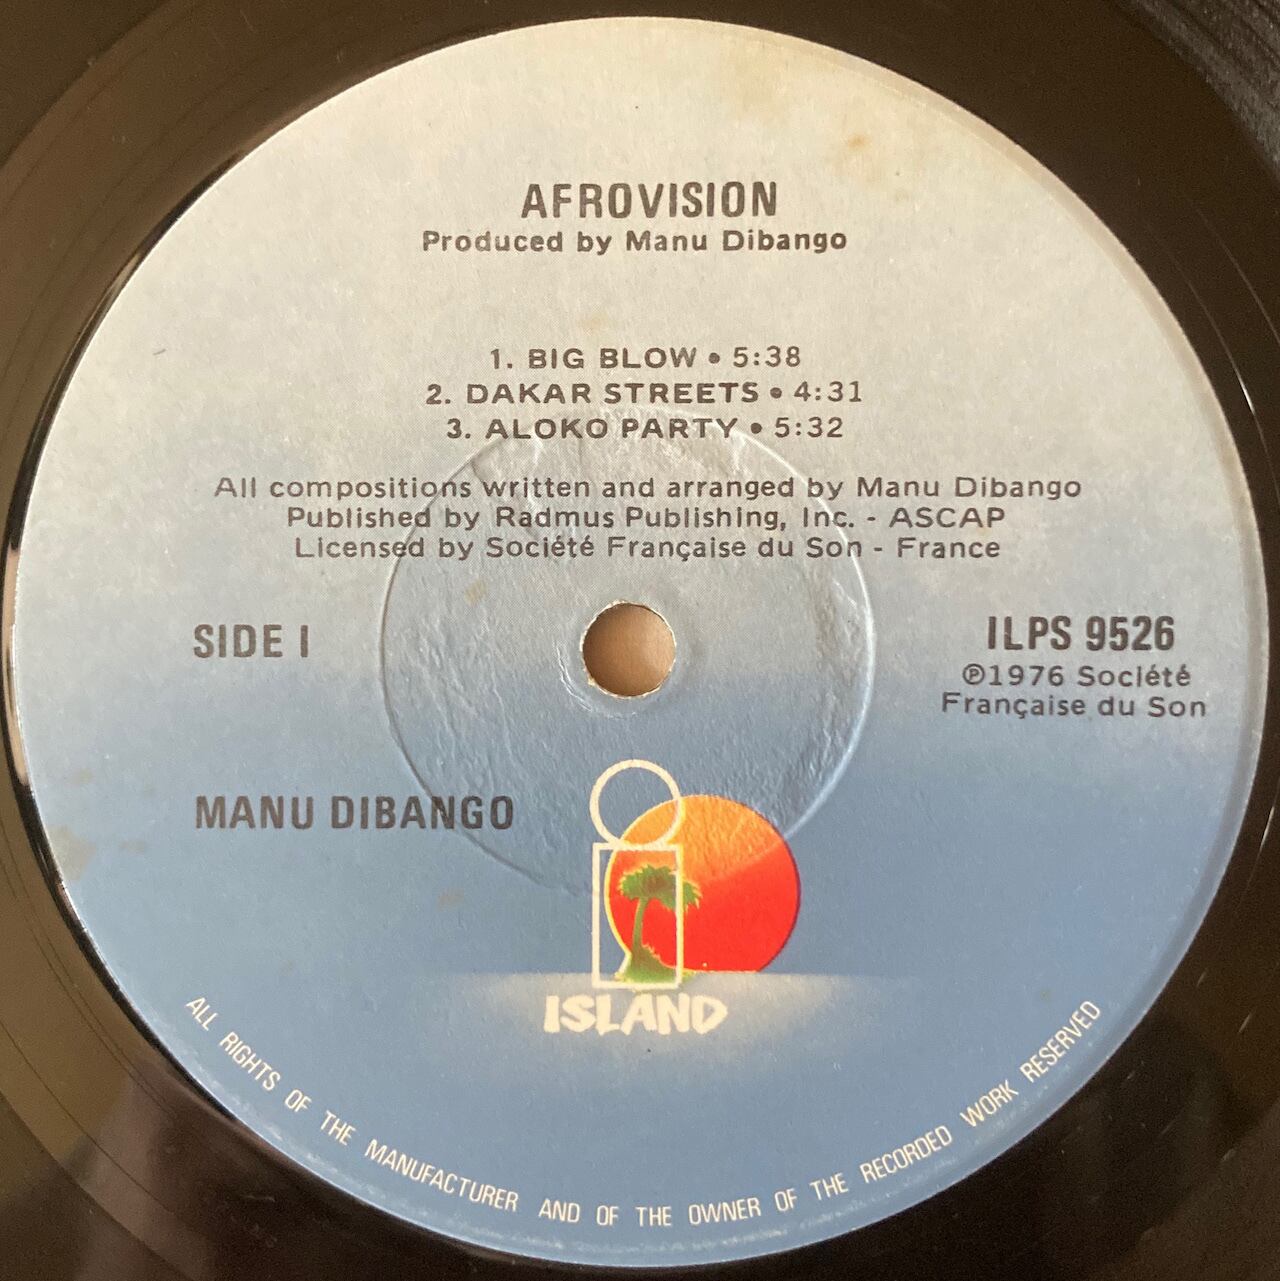 AFROVISION
Produced by Manu Dibango
1. BIG BLOW • 5:38
2. DAKAR STREETS • 4:31
3. ALOKO PARTY • 5:32
All compositions written and arranged by Manu Dibango
Published by Radmus Publishing, Inc. - ASCAP
Licensed by Société Française du Son - France
SIDE I
ILPS 9526
℗1976 Société
Française du Son
MANU DIBANGO
i
ISLAND
ALL RIGHTS OF THE MANUFACTURER AND OF THE OWNER OF THE RECORDED WORK RESERVED